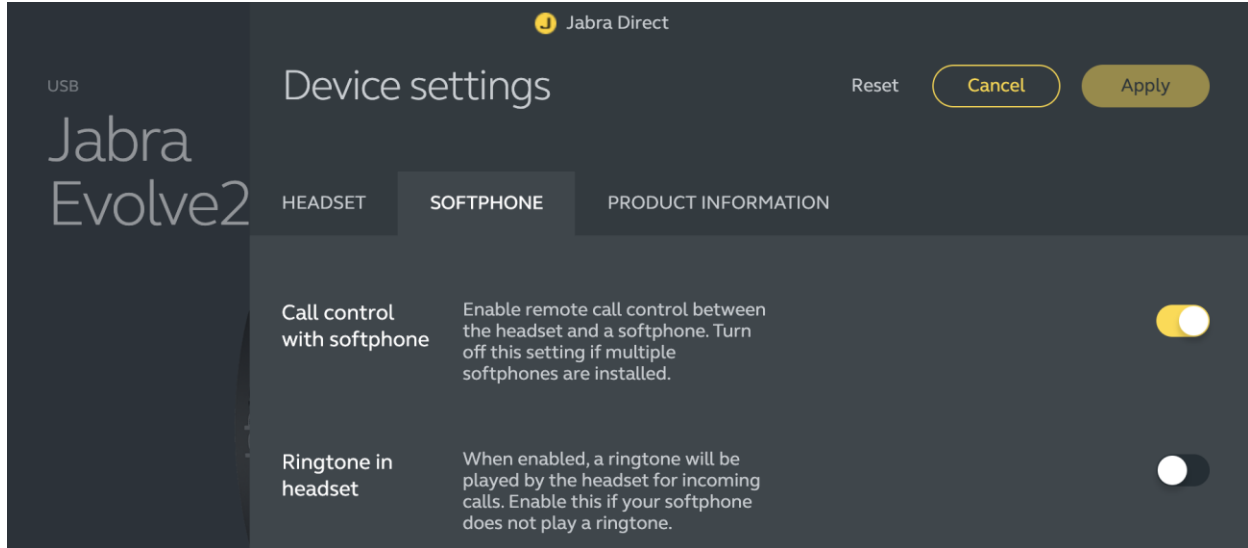 Jabra Direct
USB
Jabra
Evolve2
Device settings
Reset
Cancel
Apply
HEADSET
SOFTPHONE
PRODUCT INFORMATION
Call control
with softphone
Enable remote call control between
the headset and a softphone. Turn
off this setting if multiple
softphones are installed.
Ringtone in
headset
When enabled, a ringtone will be
played by the headset for incoming
calls. Enable this if your softphone
does not play a ringtone.